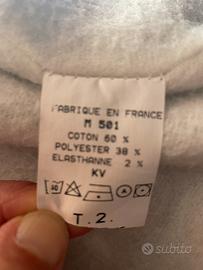 FABRIQUE EN FRANCE
M 501
COTON 60 %
POLYESTER 38 %
ELASTHANNE 2 %
KV
T.2.
subito